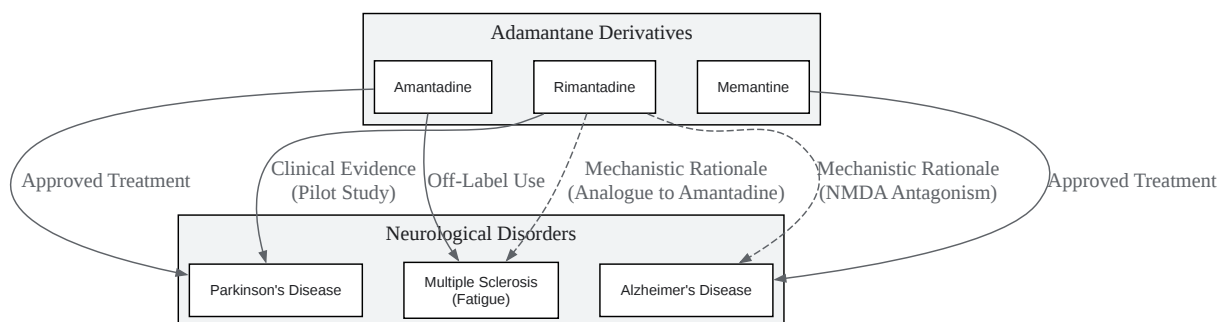 Adamantane Derivatives
Amantadine
Rimantadine
Memantine
Approved Treatment
Clinical Evidence
(Pilot Study)
Off-Label Use
Mechanistic Rationale
(Analogue to Amantadine)
Mechanistic Rationale
(NMDA Antagonism)
Approved Treatment
Neurological Disorders
Parkinson's Disease
Multiple Sclerosis
(Fatigue)
Alzheimer's Disease